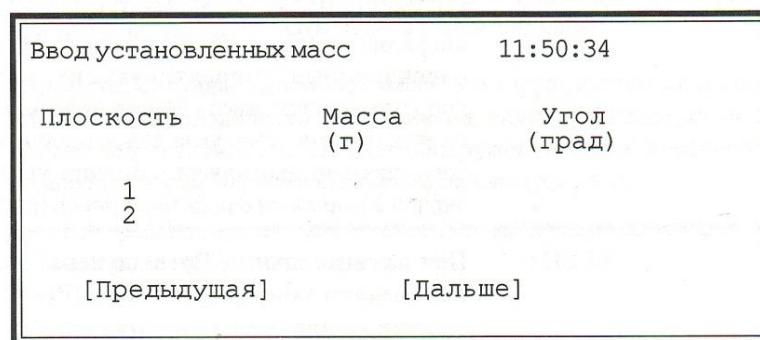 Ввод установленных масс 11:50:34
Плоскость Масса Угол
(г) (град)
1
2
[Предыдущая] [Дальше]